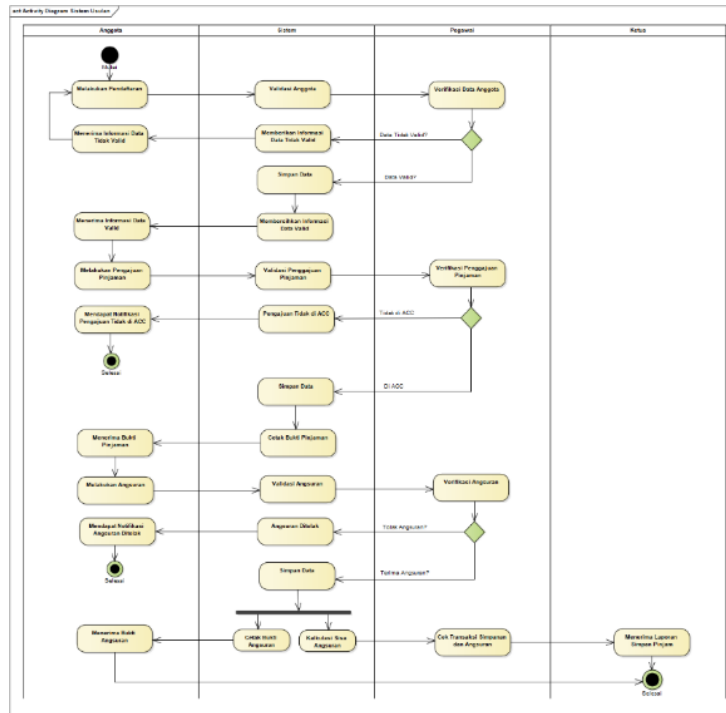 act Activity Diagram Sistem Usulan
Anggota
Sistem
Pegawai
Ketua
Mulai
Melakukan Pendaftaran
Validasi Anggota
Verifikasi Data Anggota
Menerima Informasi Data
Tidak Valid
Memberikan Informasi
Data Tidak Valid
Data Tidak Valid?
Simpan Data
Data Valid?
Menerima Informasi Data
Valid
Informasi
Data Valid
Melakukan Pengajuan
Pinjaman
Validasi Penggajuan
Pinjaman
Verifikasi Penggajuan
Pinjaman
Mendapat Notifikasi
Pengajuan Tidak di ACC
Pengajuan Tidak di ACC
Tidak di ACC
Selesai
Simpan Data
Di ACC
Menerima Bukti
Pinjaman
Cetak Bukti Pinjaman
Melakukan Angsuran
Validasi Angsuran
Verifikasi Angsuran
Mendapat Notifikasi
Angsuran Ditolak
Angsuran Ditolak
Angsuran?
Selesai
Simpan Data
Terima Angsuran?
Menerima Bukti
Angsuran
Cetak Bukti
Angsuran
Kalkulasi Sisa
Angsuran
Cek Transaksi Simpanan
dan Angsuran
Menerima Laporan
Simpan Pinjam
Selesai